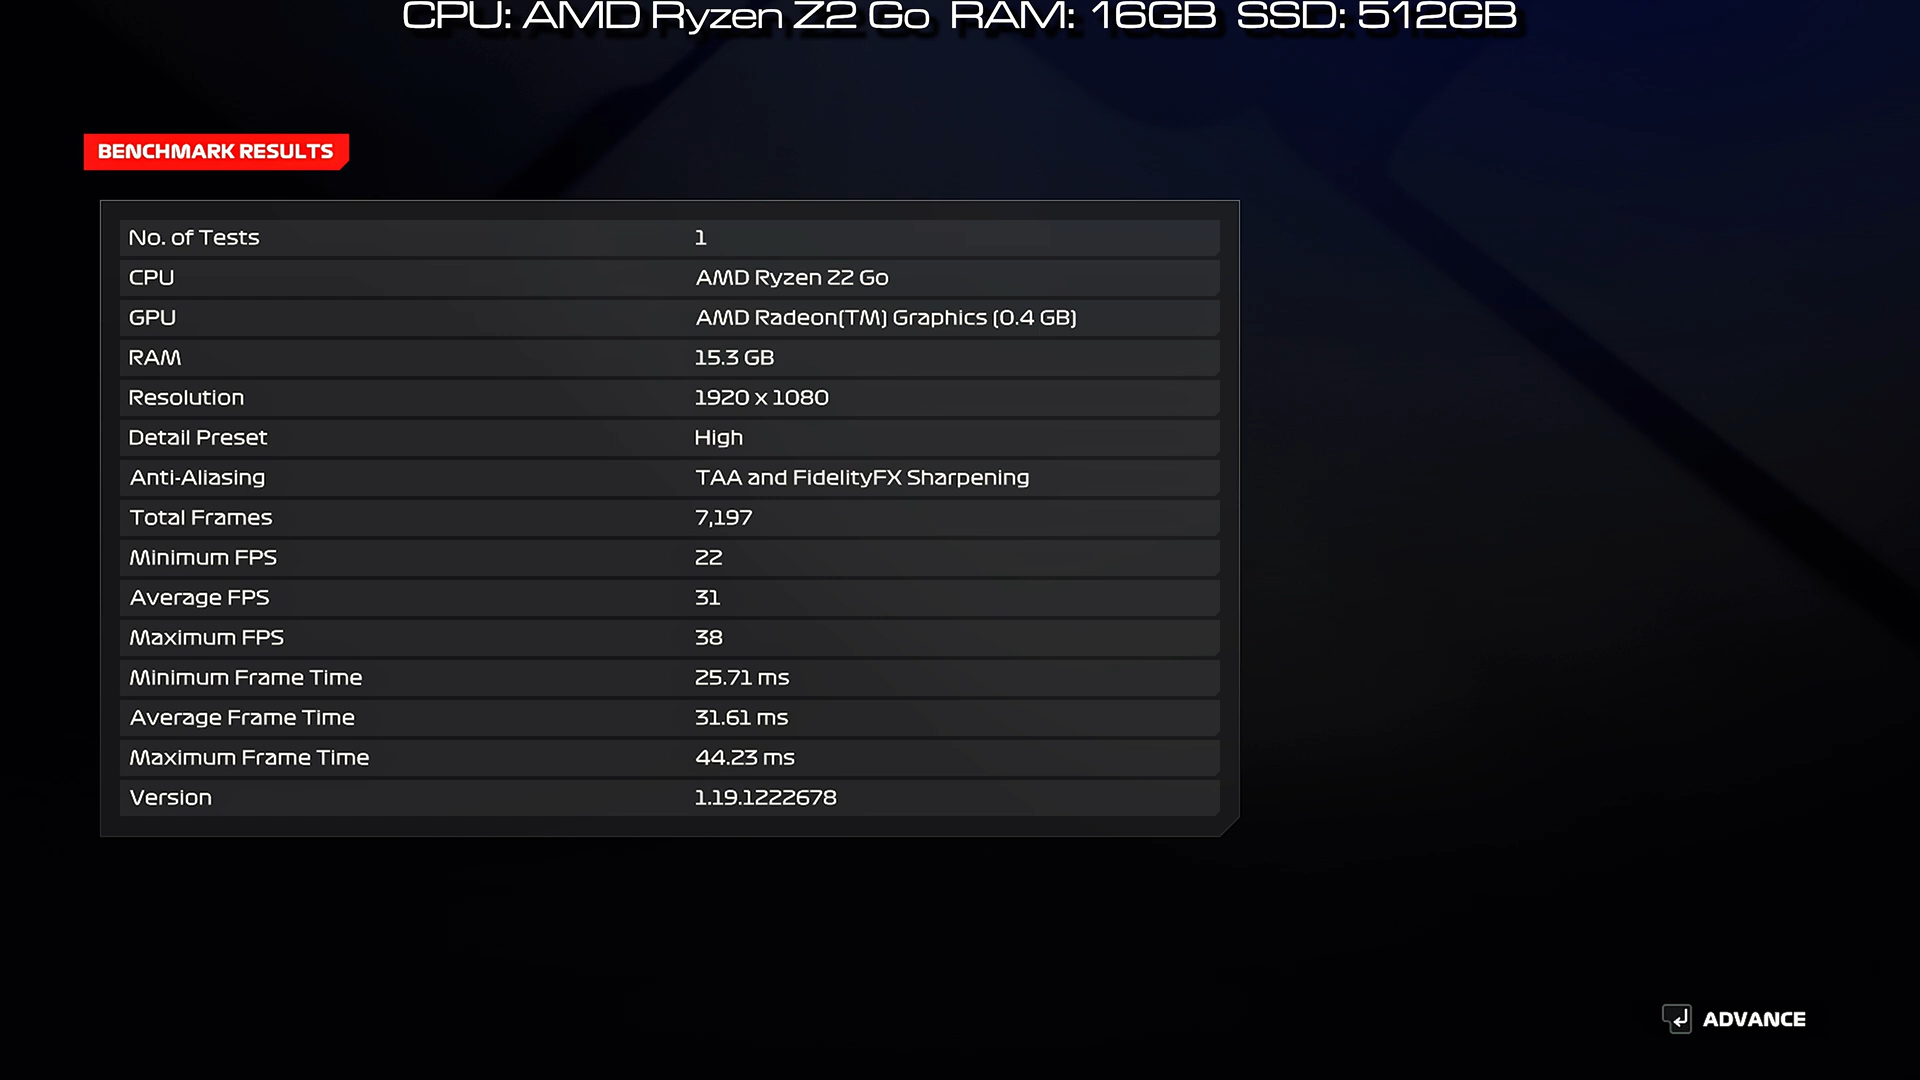 CPU: AMD Ryzen Z2 Go RAM: 16GB SSD: 512GB
BENCHMARK RESULTS
No. of Tests 1
CPU AMD Ryzen Z2 Go
GPU AMD Radeon(TM) Graphics (0.4 GB)
RAM 15.3 GB
Resolution 1920 x 1080
Detail Preset High
Anti-Aliasing TAA and FidelityFX Sharpening
Total Frames 7,197
Minimum FPS 22
Average FPS 31
Maximum FPS 38
Minimum Frame Time 25.71 ms
Average Frame Time 31.61 ms
Maximum Frame Time 44.23 ms
Version 1.19.1222678
ADVANCE